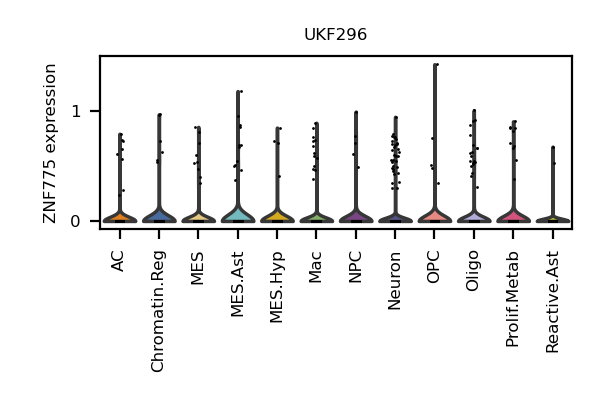 UKF296
ZNF775 expression
1
0
AC
Chromatin.Reg
MES
MES.Ast
MES.Hyp
Mac
NPC
Neuron
OPC
Oligo
Prolif.Metab
Reactive.Ast